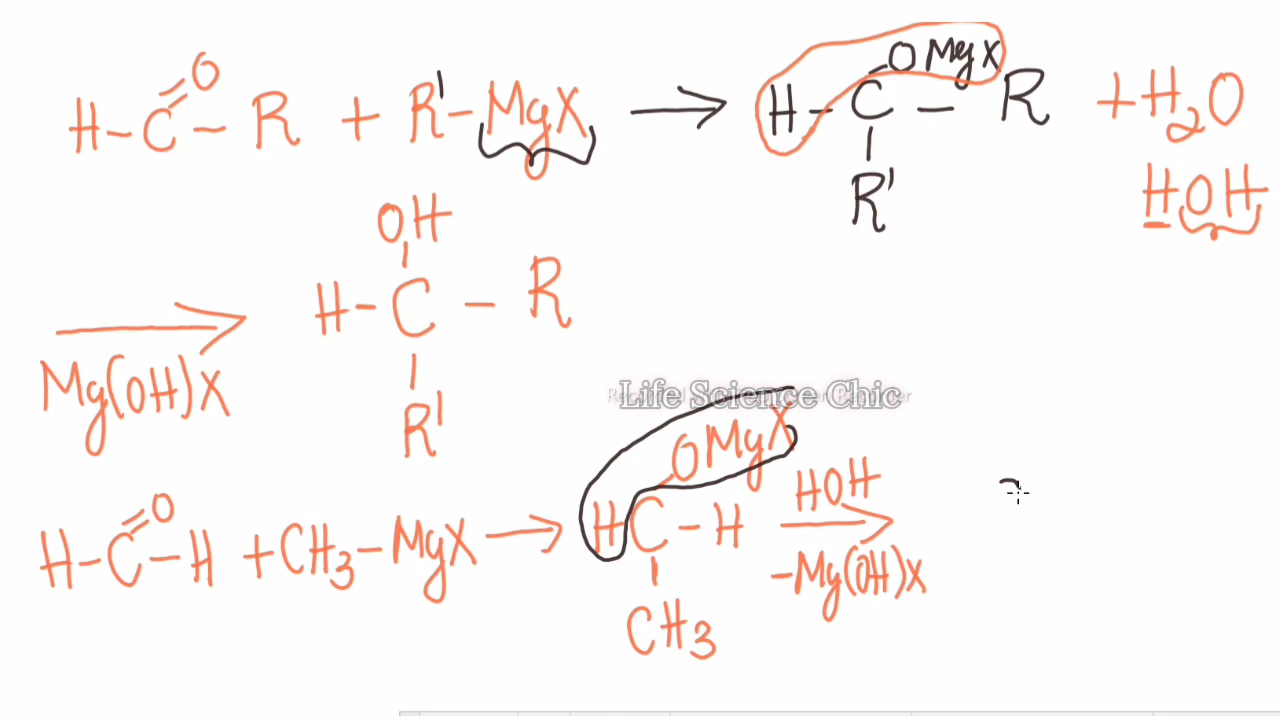 H-C(=O)-R + R'-MgX → H-C(OMgX)(R')-R + H2O
HOH
→ Mg(OH)X H-C(OH)(R')-R
Life Science Chic
H-C(=O)-H + CH3-MgX → H C(OMgX)(CH3)-H → HOH -Mg(OH)X